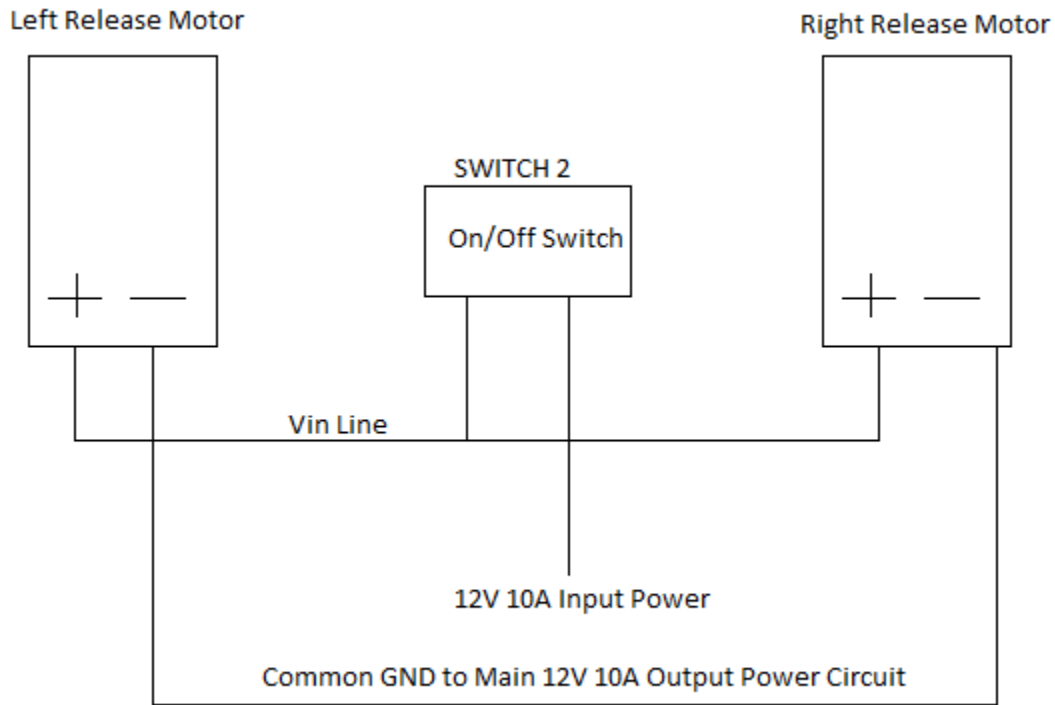 Left Release Motor
Right Release Motor
SWITCH 2
On/Off Switch
+ —
+ —
Vin Line
12V 10A Input Power
Common GND to Main 12V 10A Output Power Circuit